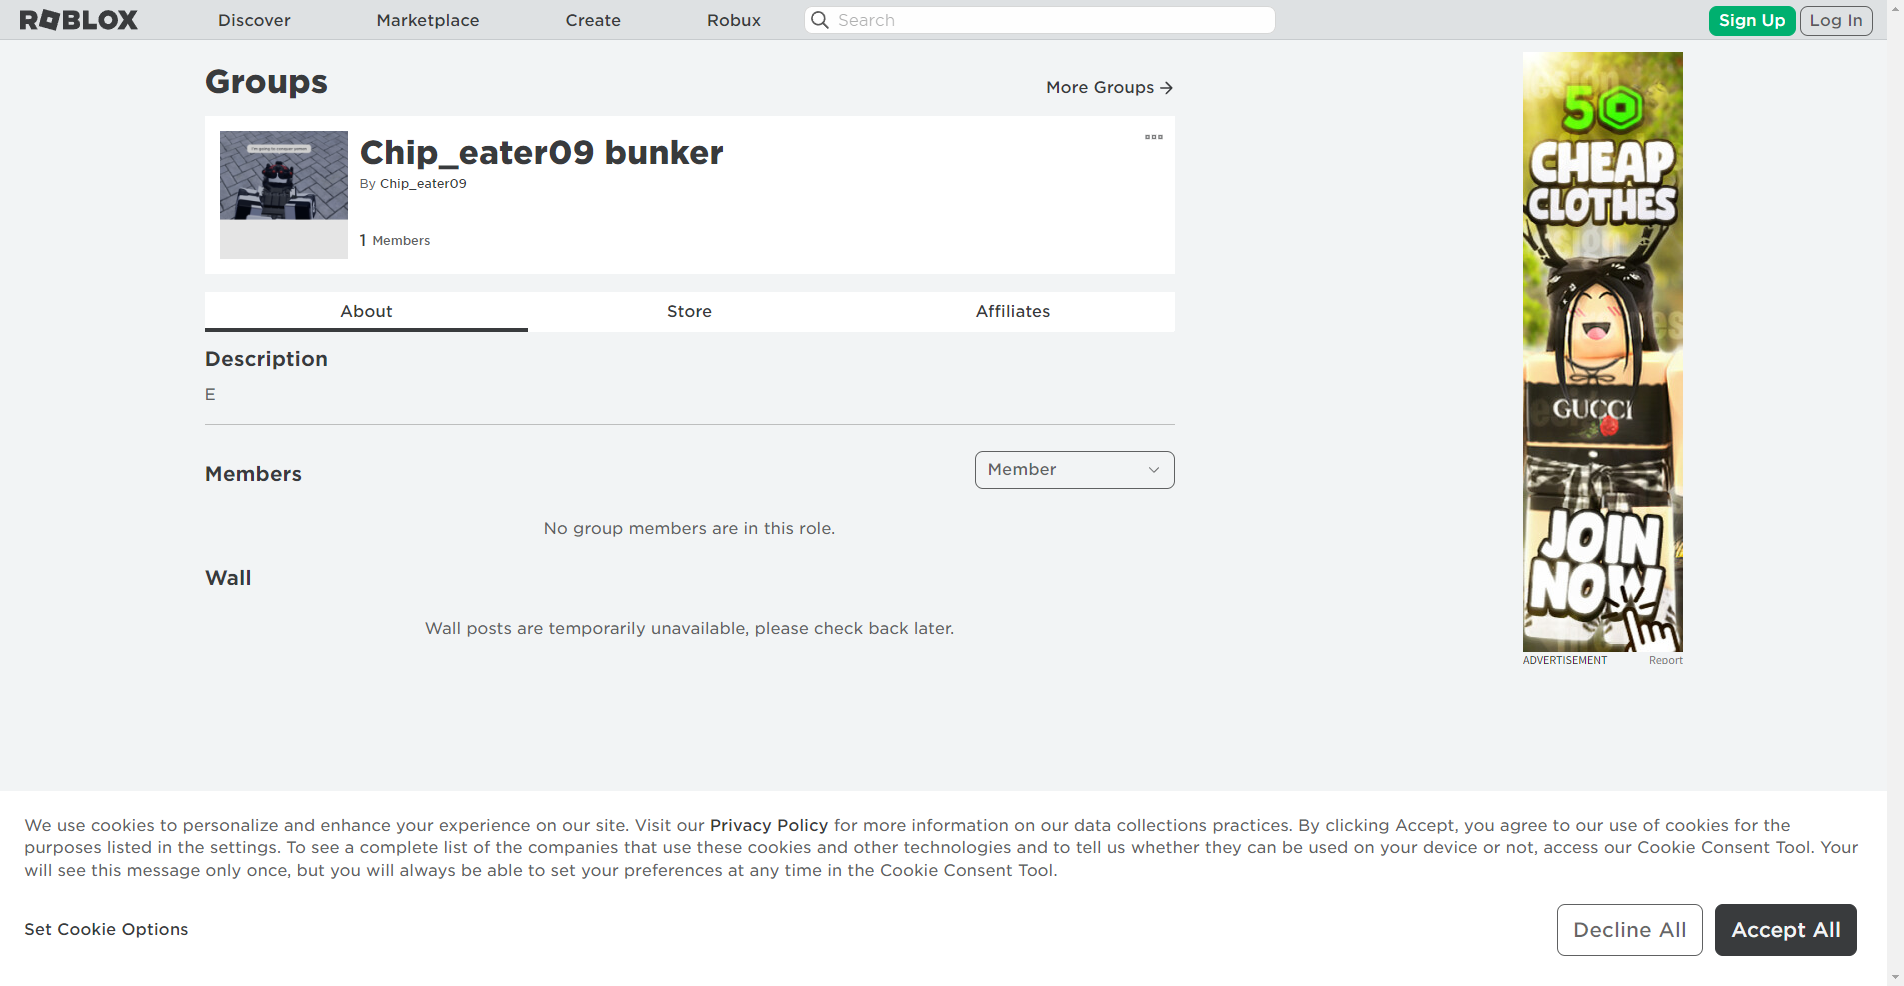 ROBLOX
Discover
Marketplace
Create
Robux
Search
Sign Up
Log In
Groups
More Groups
Chip_eater09 bunker
By Chip_eater09
1 Members
About
Store
Affiliates
Description
E
Members
Member
No group members are in this role.
Wall
Wall posts are temporarily unavailable, please check back later.
50
CHEAP
CLOTHES
GUCCI
JOIN
NOW
ADVERTISEMENT
Report
We use cookies to personalize and enhance your experience on our site. Visit our Privacy Policy for more information on our data collections practices. By clicking Accept, you agree to our use of cookies for the
purposes listed in the settings. To see a complete list of the companies that use these cookies and other technologies and to tell us whether they can be used on your device or not, access our Cookie Consent Tool. Your
will see this message only once, but you will always be able to set your preferences at any time in the Cookie Consent Tool.
Set Cookie Options
Decline All
Accept All